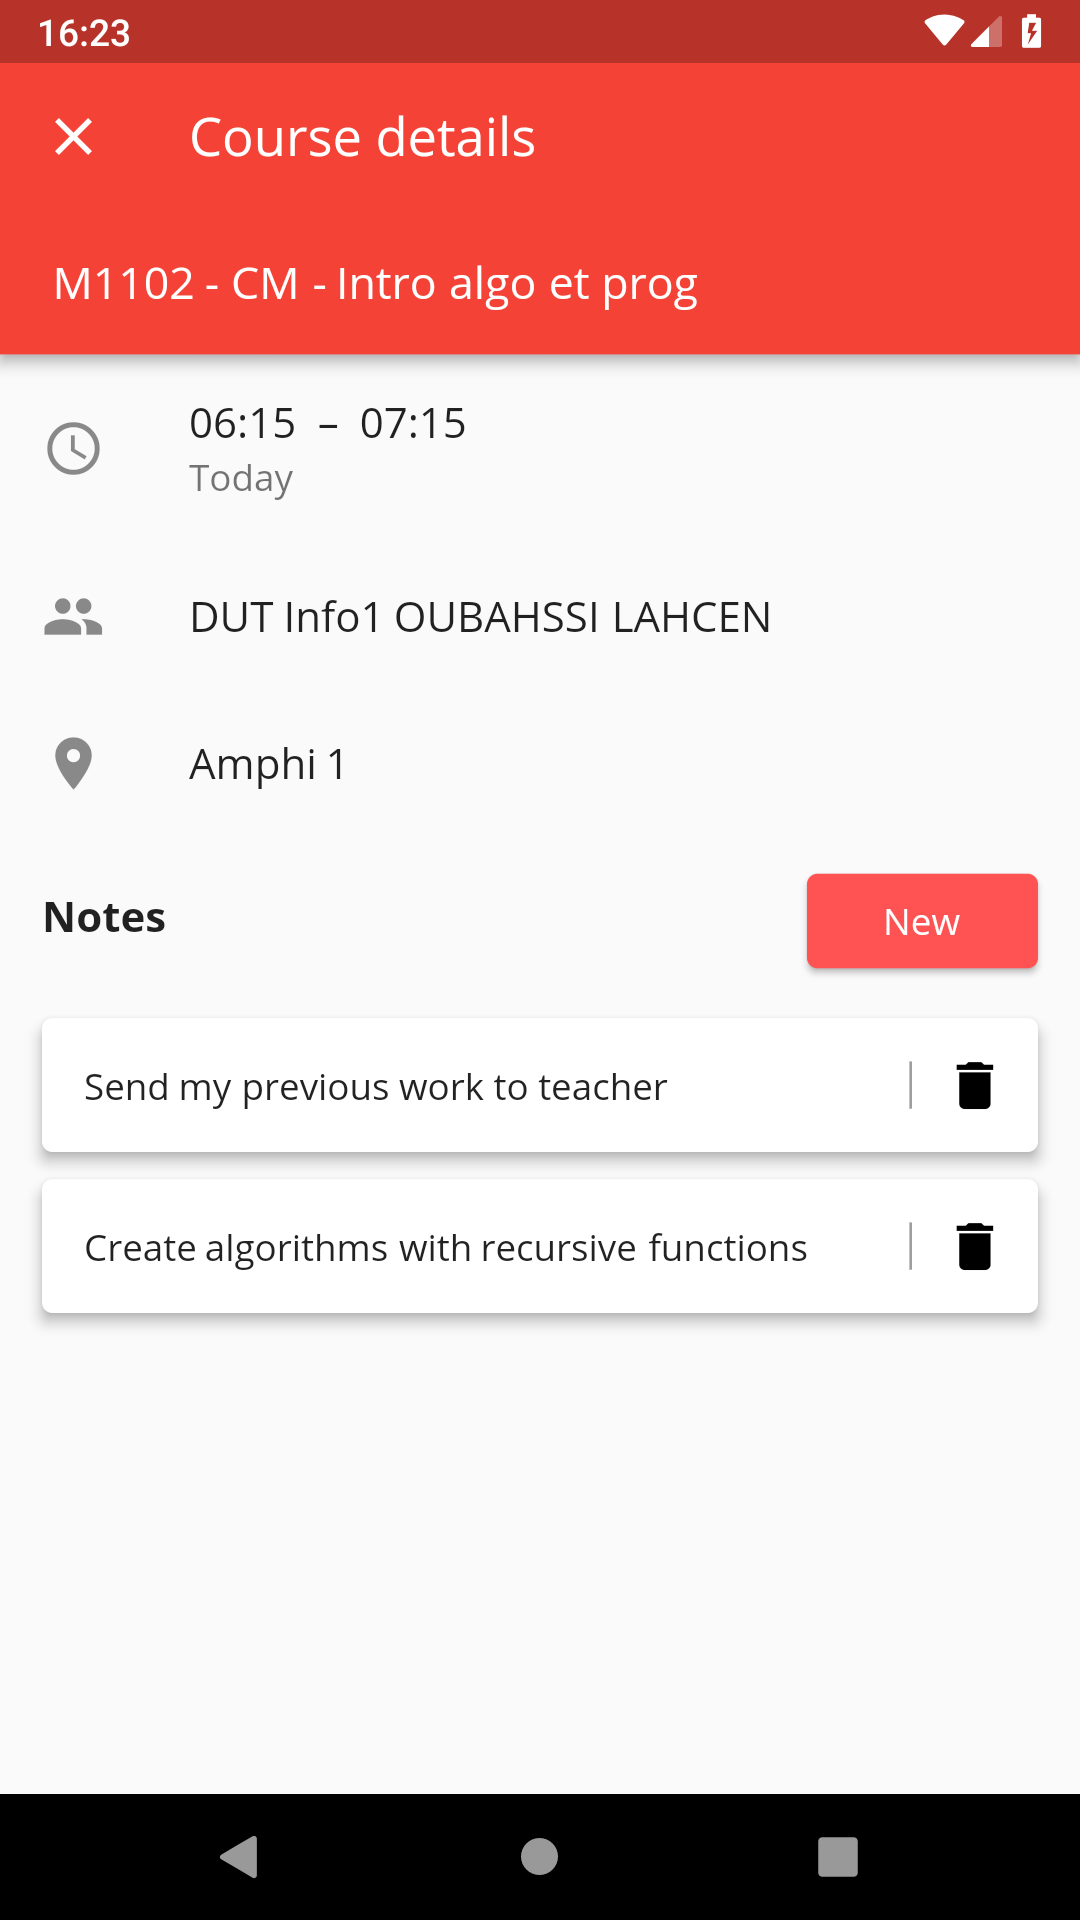 16:23
Course details
M1102 - CM - Intro algo et prog
06:15 – 07:15
Today
DUT Info1 OUBAHSSI LAHCEN
Amphi 1
Notes
New
Send my previous work to teacher
Create algorithms with recursive functions